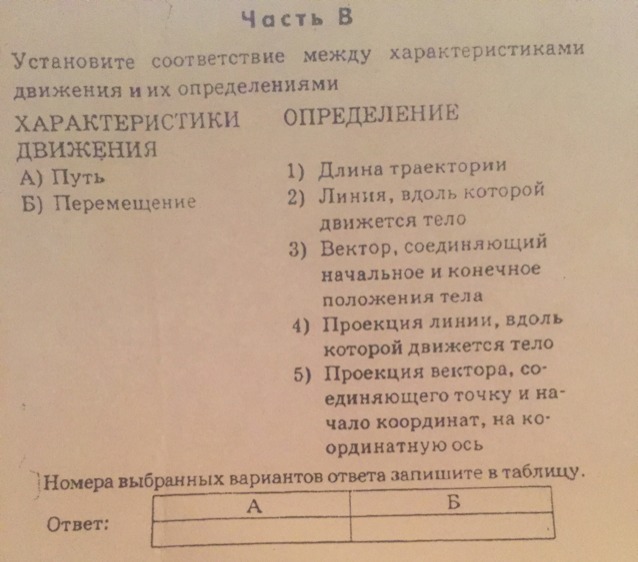 Часть В
Установите соответствие между характеристиками
движения и их определениями
ХАРАКТЕРИСТИКИ ОПРЕДЕЛЕНИЕ
ДВИЖЕНИЯ
А) Путь 1) Длина траектории
Б) Перемещение 2) Линия, вдоль которой
движется тело
3) Вектор, соединяющий
начальное и конечное
положения тела
4) Проекция линии, вдоль
которой движется тело
5) Проекция вектора, со-
единяющего точку и на-
чало координат, на ко-
ординатную ось
Номера выбранных вариантов ответа запишите в таблицу.
А Б
Ответ: